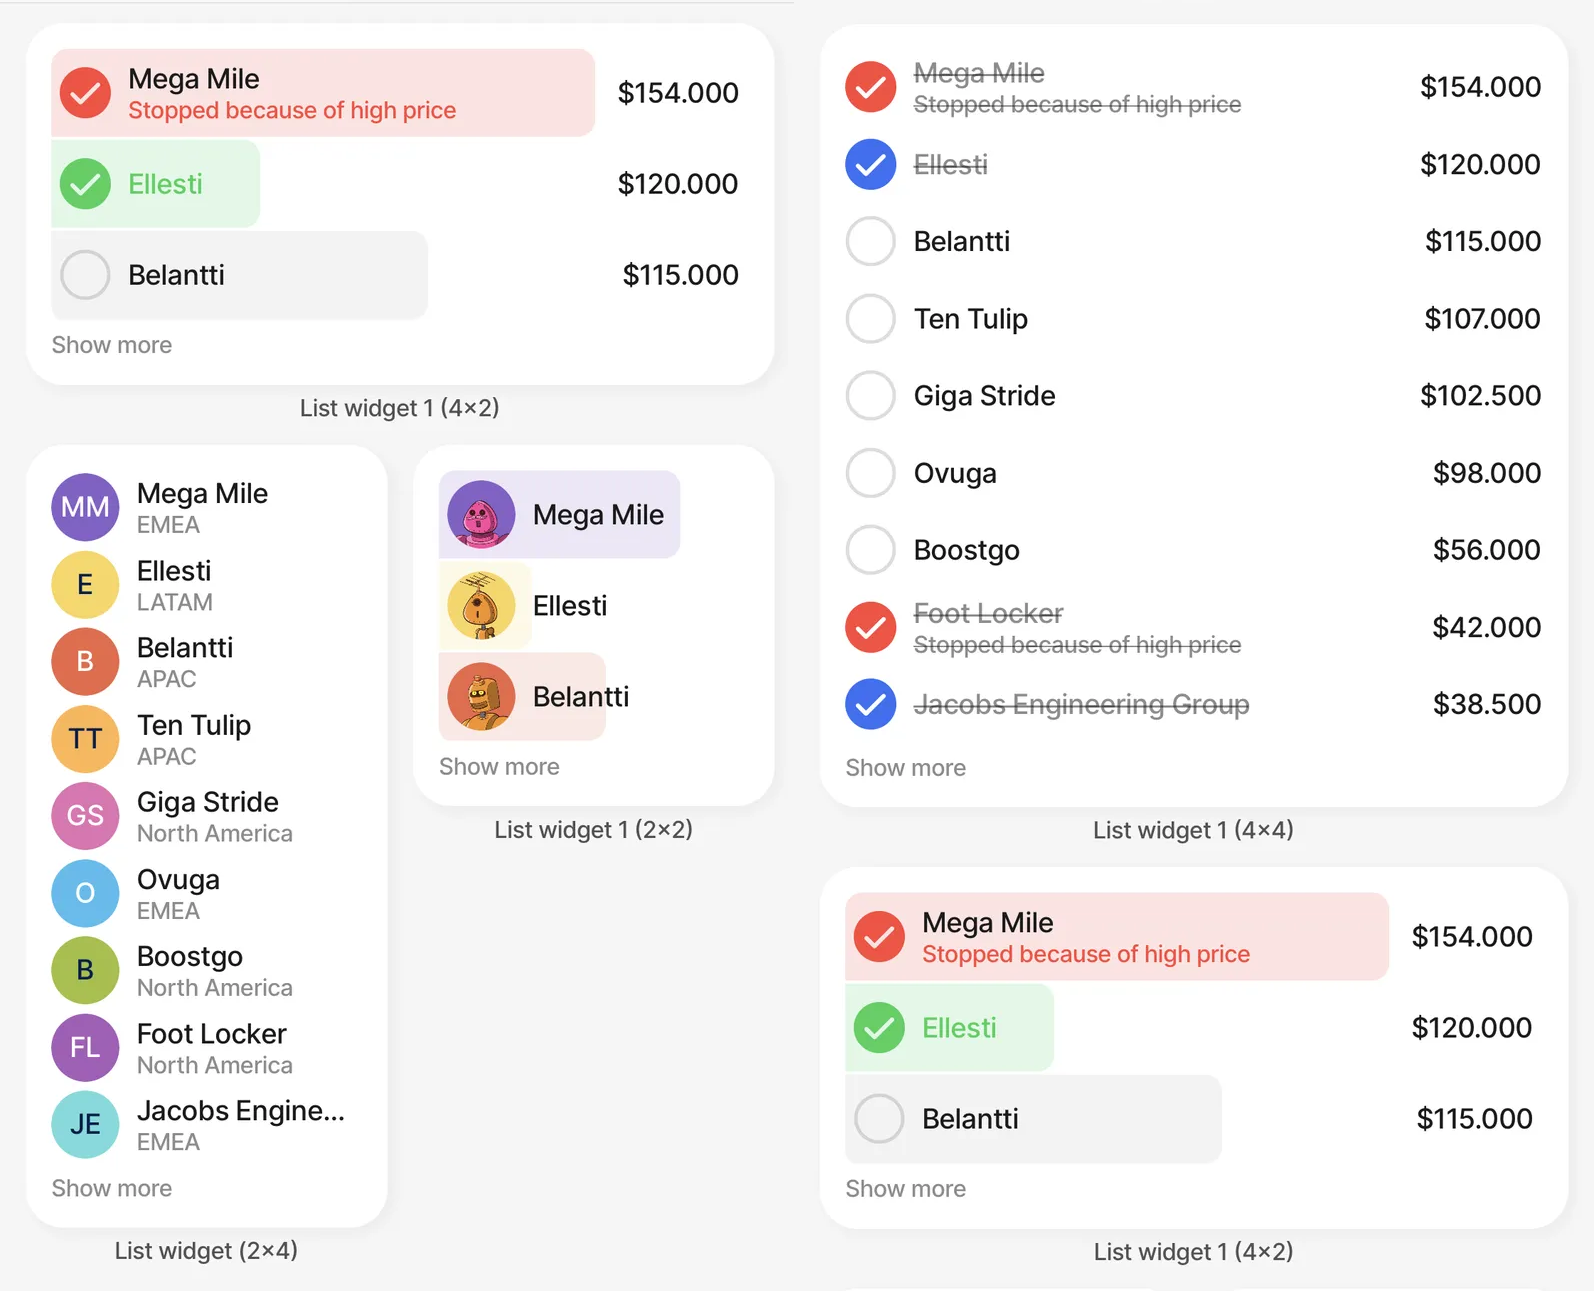 Mega Mile
Stopped because of high price
$154.000
Ellesti
$120.000
Belantti
$115.000
Show more
List widget 1 (4×2)
MM
Mega Mile
EMEA
E
Ellesti
LATAM
B
Belantti
APAC
TT
Ten Tulip
APAC
GS
Giga Stride
North America
O
Ovuga
EMEA
B
Boostgo
North America
FL
Foot Locker
North America
JE
Jacobs Engine...
EMEA
Show more
List widget (2×4)
Mega Mile
Ellesti
Belantti
Show more
List widget 1 (2×2)
Mega Mile
Stopped because of high price
$154.000
Ellesti
$120.000
Belantti
$115.000
Ten Tulip
$107.000
Giga Stride
$102.500
Ovuga
$98.000
Boostgo
$56.000
Foot Locker
Stopped because of high price
$42.000
Jacobs Engineering Group
$38.500
Show more
List widget 1 (4×4)
Mega Mile
Stopped because of high price
$154.000
Ellesti
$120.000
Belantti
$115.000
Show more
List widget 1 (4×2)